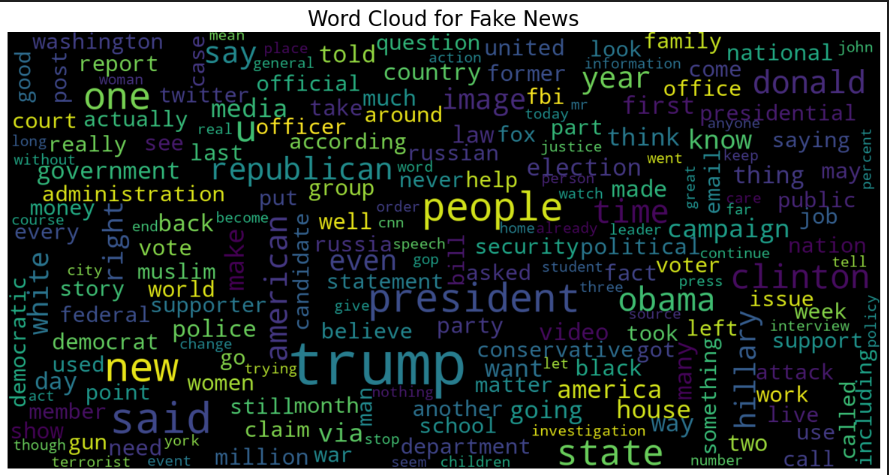 Word Cloud for Fake News
washington
case
mean
say
place
general
told
question
action
united
look
information
family
national
john
good
post
report
woman
twitter
official
country
former
come
year
office
donald
one
media
take
much
image
fbi
first
mr
today
presidential
court
actually
real
u
officer
around
according
law
fox
part
justice
think
know
anyone
saying
percent
long
really
see
last
russian
without
government
republican
word
never
help
election
person
went
great
email
keep
thing
may
administration
put
group
watch
made
care
public
money
right
order
people
time
far
job
course
every
end
back
become
well
cnn
home
already
leader
campaign
vote
make
american
candidate
russia
speech
bill
security
political
continue
nation
white
city
muslim
even
gop
asked
student
fact
voter
press
tell
story
world
statement
three
clinton
democratic
federal
supporter
give
president
source
obama
issue
week
police
believe
party
video
took
left
interview
policy
democrat
change
conservative
got
support
used
new
go
trying
trump
want
let
black
many
something
hillary
attack
day
act
point
women
man
nothing
matter
america
work
including
member
said
still
month
another
going
house
way
live
called
show
claim
via
school
investigation
use
though
gun
need
york
stop
department
state
two
terrorist
event
million
war
seem
children
number
call